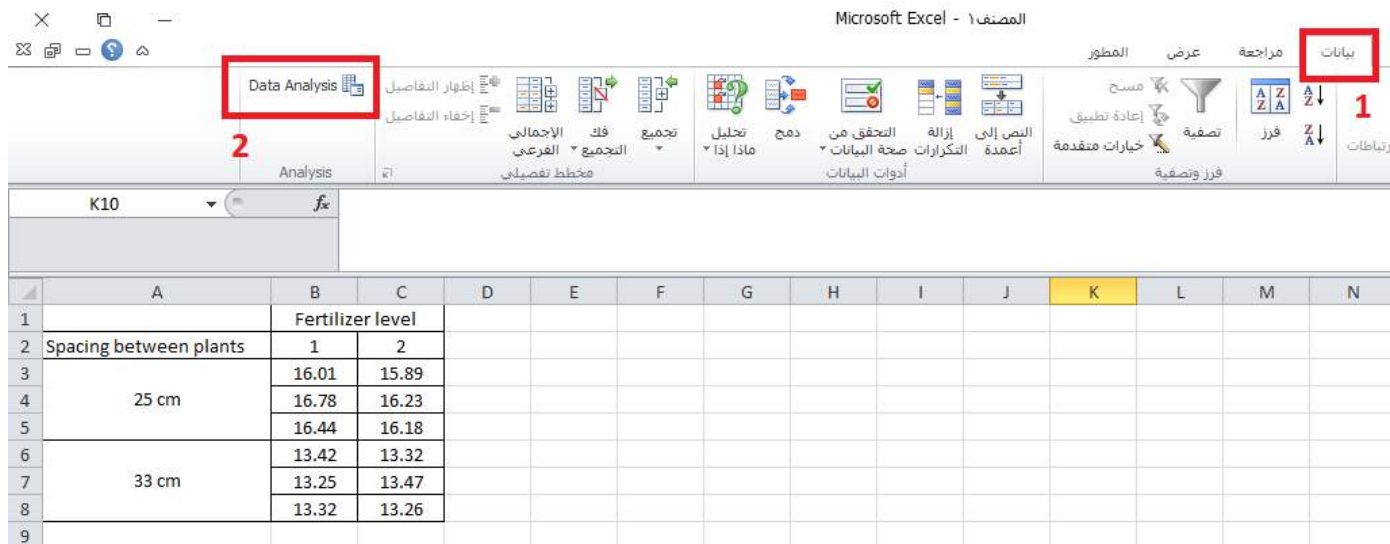 المصنف١ - Microsoft Excel
بيانات مراجعة عرض المطور
1
رتباطات
فرز
تصفية
مسح
إعادة تطبيق
خيارات متقدمة
فرز وتصفية
النص إلى أعمدة
إزالة التكرارات
التحقق من صحة البيانات
دمج
تحليل ماذا إذا
أدوات البيانات
تجميع
فك التجميع
الإجمالي الفرعي
إظهار التفاصيل
إخفاء التفاصيل
مخطط تفصيلي
Data Analysis
2
Analysis
K10 fx
A B C D E F G H I J K L M N
1 Fertilizer level
2 Spacing between plants 1 2
3 16.01 15.89
4 25 cm 16.78 16.23
5 16.44 16.18
6 13.42 13.32
7 33 cm 13.25 13.47
8 13.32 13.26
9